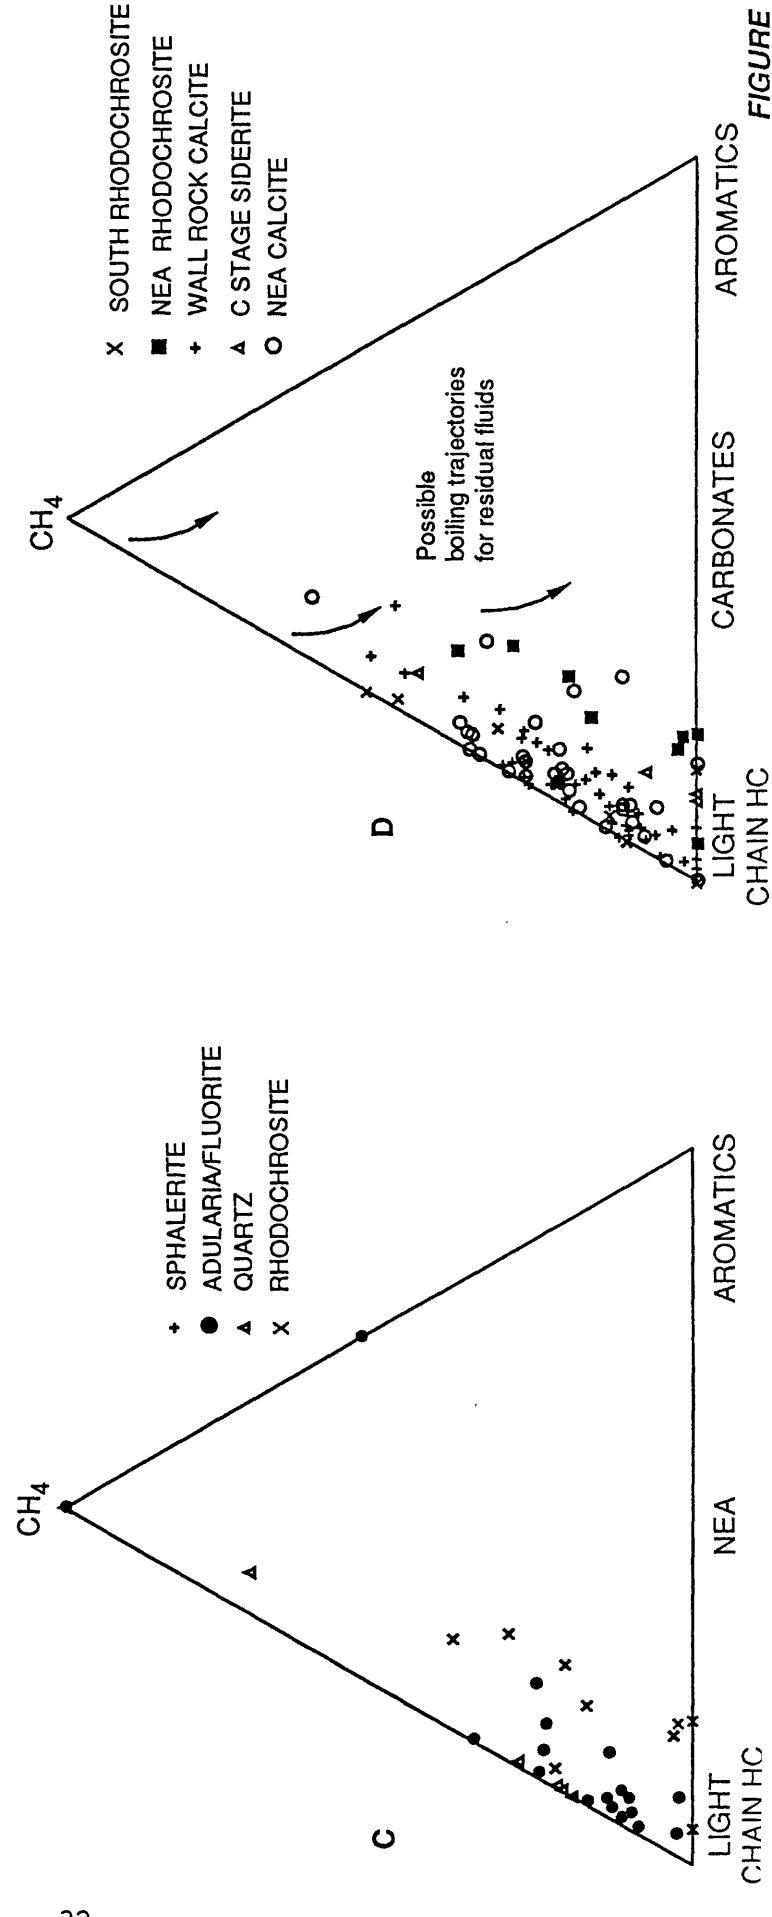 C
CH4
+ SPHALERITE
● ADULARIA/FLUORITE
△ QUARTZ
x RHODOCHROSITE
LIGHT
CHAIN HC
NEA
AROMATICS
D
CH4
x SOUTH RHODOCHROSITE
■ NEA RHODOCHROSITE
+ WALL ROCK CALCITE
△ C STAGE SIDERITE
○ NEA CALCITE
Possible
boiling trajectories
for residual fluids
LIGHT
CHAIN HC
CARBONATES
AROMATICS
FIGURE